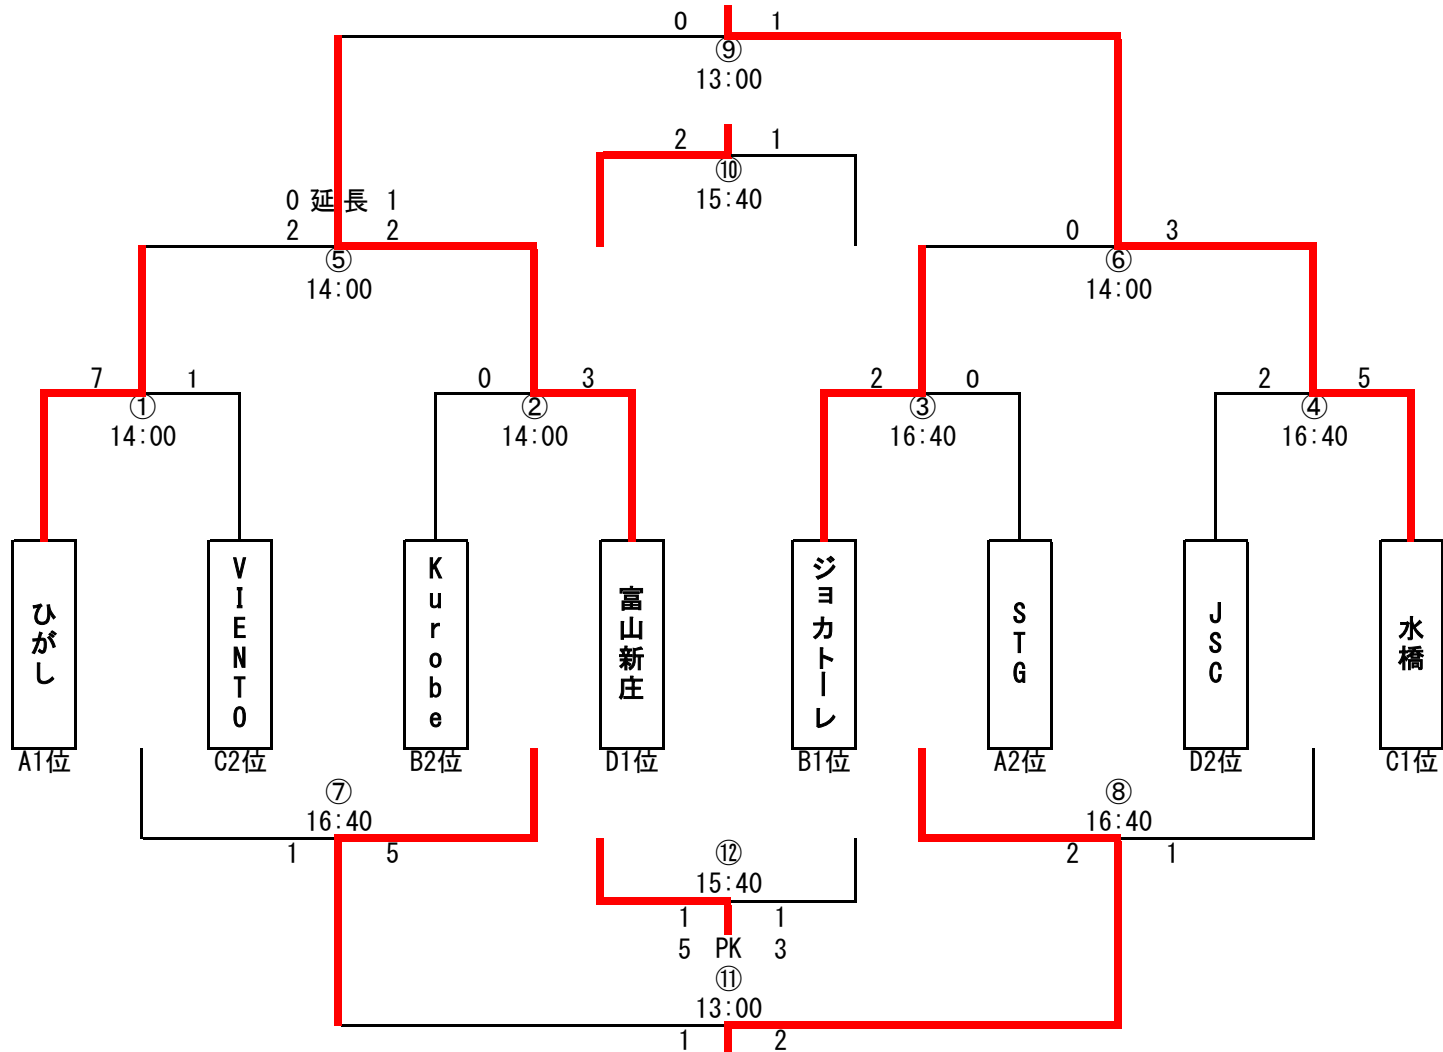 0 1
⑨
13:00
2 1
⑩
15:40
0 延長 1
2 2
⑤
14:00
0 3
⑥
14:00
7 1
①
14:00
0 3
②
14:00
2 0
③
16:40
2 5
④
16:40
ひがし
VIENTO
Kurobe
富山新庄
ジョカトーレ
STG
JSC
水橋
A1位
C2位
B2位
D1位
B1位
A2位
D2位
C1位
⑦
16:40
1 5
⑧
16:40
2 1
⑫
15:40
1 1
5 PK 3
⑪
13:00
1 2